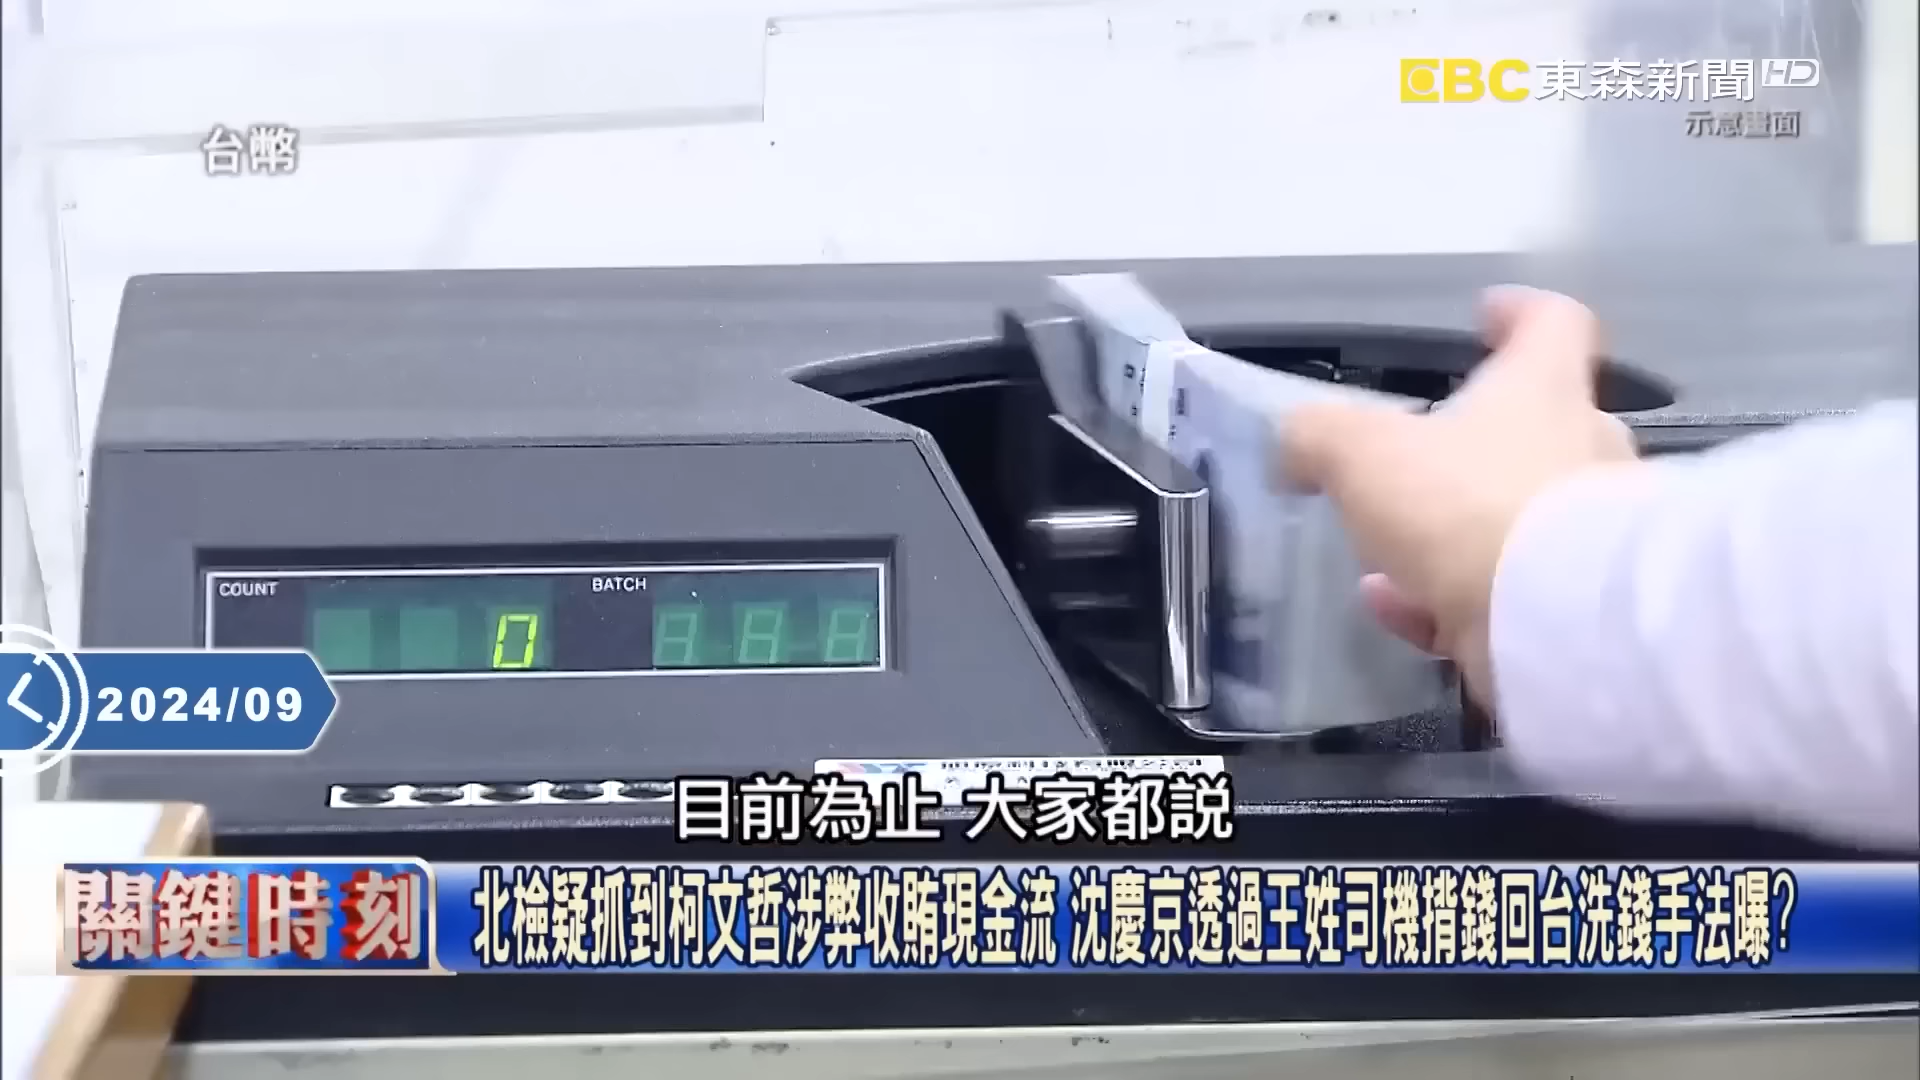 EBC東森新聞HD
示意畫面
台幣
COUNT
BATCH
0
2024/09
目前為止 大家都說
關鍵時刻
北檢疑抓到柯文哲涉弊收賄現金流 沈慶京透過王姓司機揹錢回台洗錢手法曝?